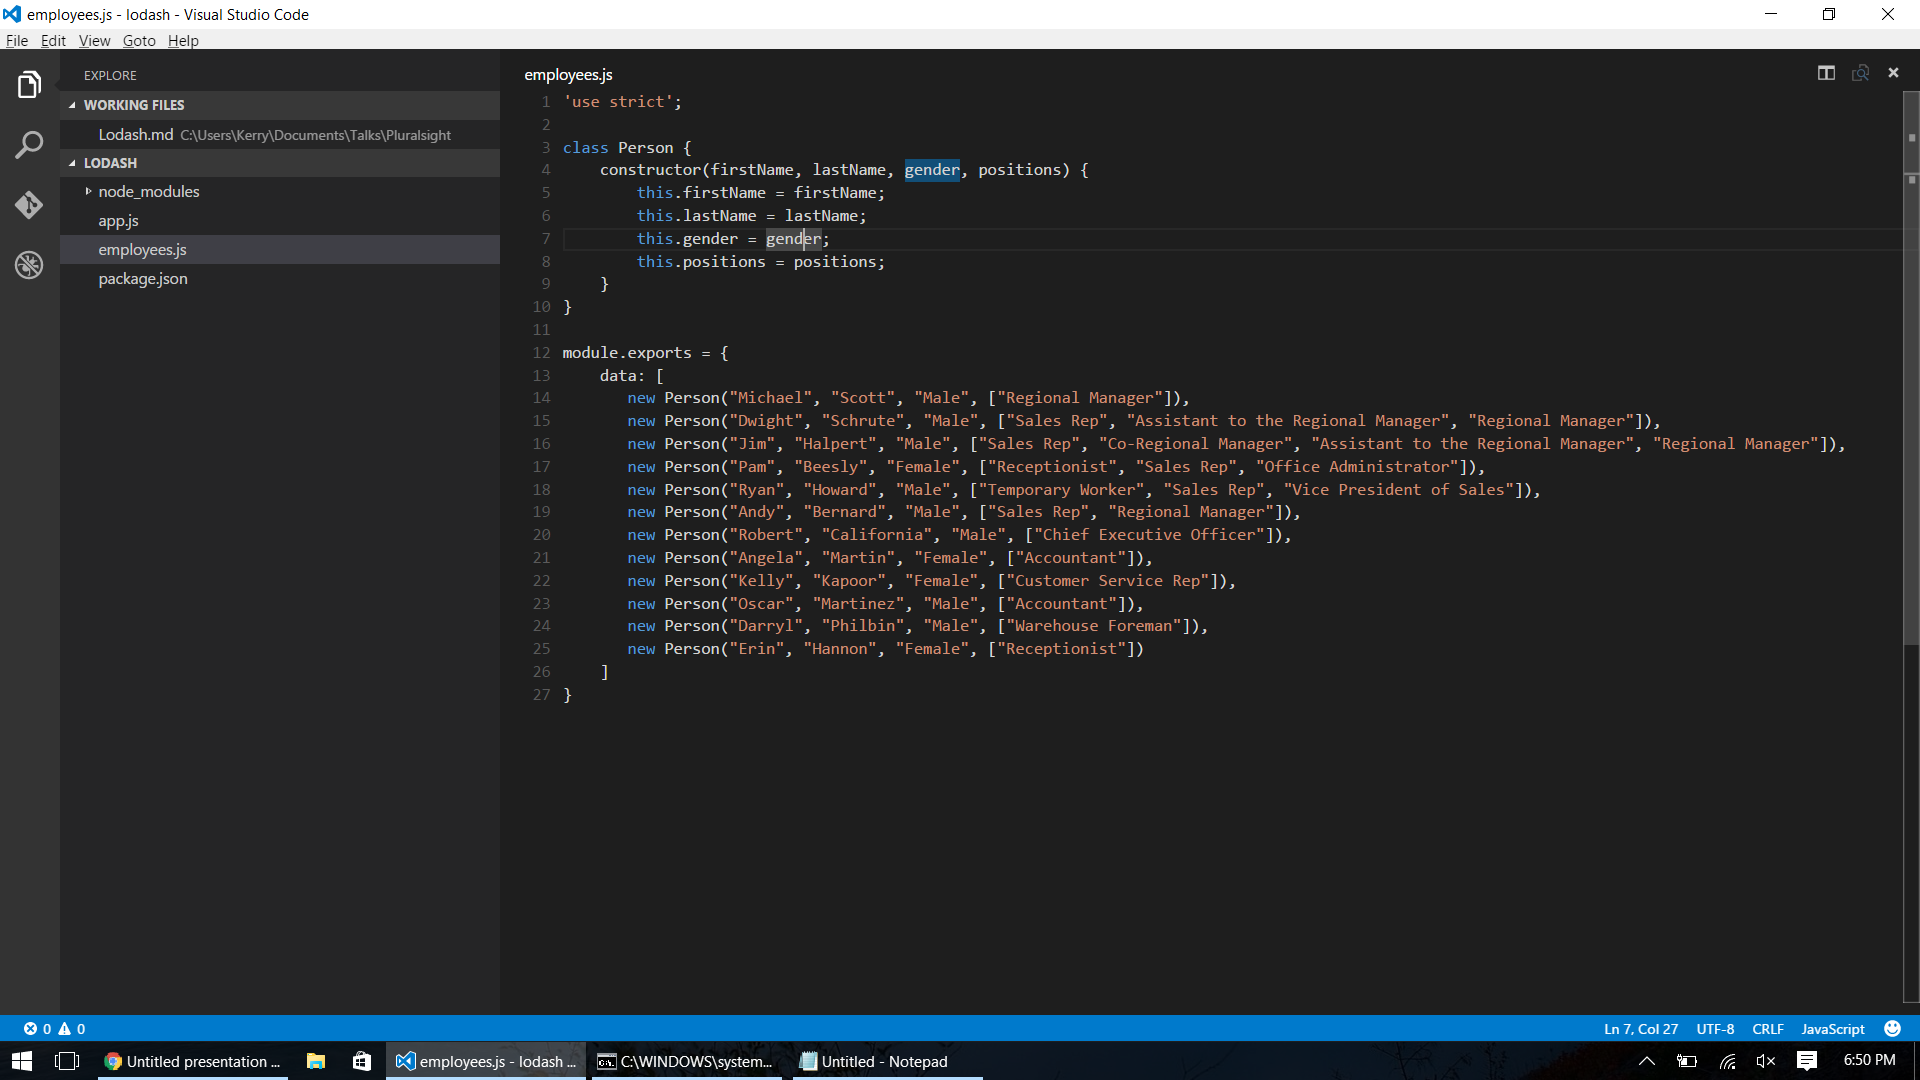 employees.js - lodash - Visual Studio Code
File Edit View Goto Help
EXPLORE
WORKING FILES
Lodash.md C:\Users\Kerry\Documents\Talks\Pluralsight
LODASH
node_modules
app.js
employees.js
package.json
employees.js
1 'use strict';
2
3 class Person {
4 constructor(firstName, lastName, gender, positions) {
5 this.firstName = firstName;
6 this.lastName = lastName;
7 this.gender = gender;
8 this.positions = positions;
9 }
10 }
11
12 module.exports = {
13 data: [
14 new Person("Michael", "Scott", "Male", ["Regional Manager"]),
15 new Person("Dwight", "Schrute", "Male", ["Sales Rep", "Assistant to the Regional Manager", "Regional Manager"]),
16 new Person("Jim", "Halpert", "Male", ["Sales Rep", "Co-Regional Manager", "Assistant to the Regional Manager", "Regional Manager"]),
17 new Person("Pam", "Beesly", "Female", ["Receptionist", "Sales Rep", "Office Administrator"]),
18 new Person("Ryan", "Howard", "Male", ["Temporary Worker", "Sales Rep", "Vice President of Sales"]),
19 new Person("Andy", "Bernard", "Male", ["Sales Rep", "Regional Manager"]),
20 new Person("Robert", "California", "Male", ["Chief Executive Officer"]),
21 new Person("Angela", "Martin", "Female", ["Accountant"]),
22 new Person("Kelly", "Kapoor", "Female", ["Customer Service Rep"]),
23 new Person("Oscar", "Martinez", "Male", ["Accountant"]),
24 new Person("Darryl", "Philbin", "Male", ["Warehouse Foreman"]),
25 new Person("Erin", "Hannon", "Female", ["Receptionist"])
26 ]
27 }
0 0 Ln 7, Col 27 UTF-8 CRLF JavaScript
Untitled presentation ... employees.js - lodash ... C:\WINDOWS\system... Untitled - Notepad 6:50 PM